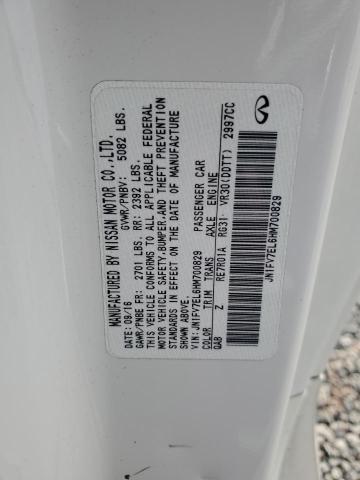 MANUFACTURED BY NISSAN MOTOR CO.,LTD.
DATE: 09/16 GVWR/PNBV: 5082 LBS.
GAWR/PNBE FR: 2701 LBS RR: 2392 LBS.
THIS VEHICLE CONFORMS TO ALL APPLICABLE FEDERAL
MOTOR VEHICLE SAFETY,BUMPER,AND THEFT PREVENTION
STANDARDS IN EFFECT ON THE DATE OF MANUFACTURE
SHOWN ABOVE.
VIN: JN1FV7EL6HM700829 PASSENGER CAR
COLOR TRIM TRANS AXLE ENGINE
QAB Z RE7R01A RG31 VR30(DDTT) 2997CC
JN1FV7EL6HM700829